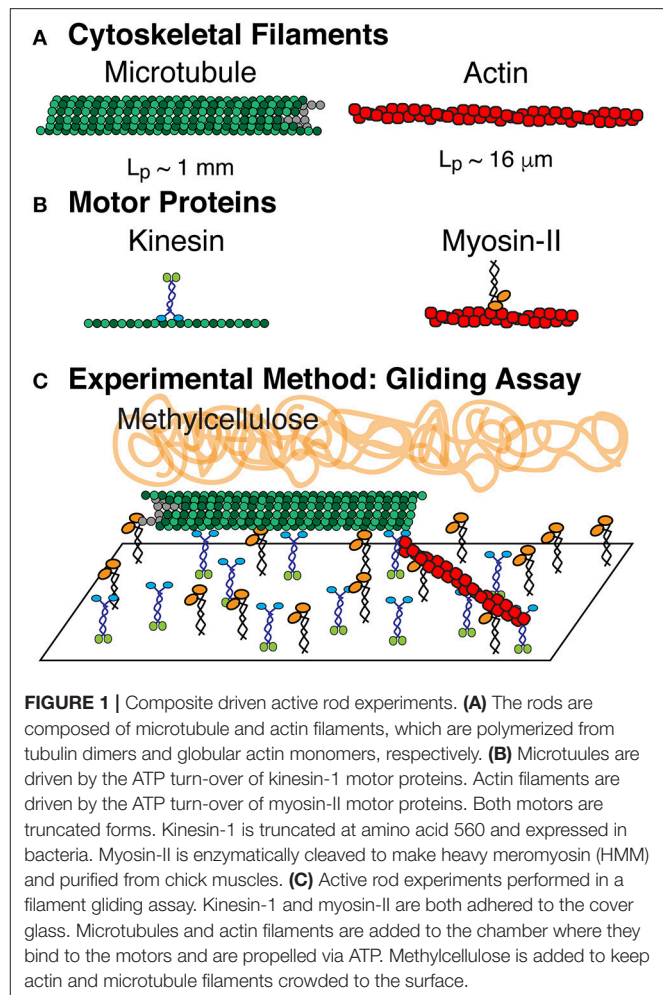 A Cytoskeletal Filaments
Microtubule Actin
Lp ~ 1 mm Lp ~ 16 μm
B Motor Proteins
Kinesin Myosin-II
C Experimental Method: Gliding Assay
Methylcellulose
FIGURE 1 | Composite driven active rod experiments. (A) The rods are
composed of microtubule and actin filaments, which are polymerized from
tubulin dimers and globular actin monomers, respectively. (B) Microtuules are
driven by the ATP turn-over of kinesin-1 motor proteins. Actin filaments are
driven by the ATP turn-over of myosin-II motor proteins. Both motors are
truncated forms. Kinesin-1 is truncated at amino acid 560 and expressed in
bacteria. Myosin-II is enzymatically cleaved to make heavy meromyosin (HMM)
and purified from chick muscles. (C) Active rod experiments performed in a
filament gliding assay. Kinesin-1 and myosin-II are both adhered to the cover
glass. Microtubules and actin filaments are added to the chamber where they
bind to the motors and are propelled via ATP. Methylcellulose is added to keep
actin and microtubule filaments crowded to the surface.